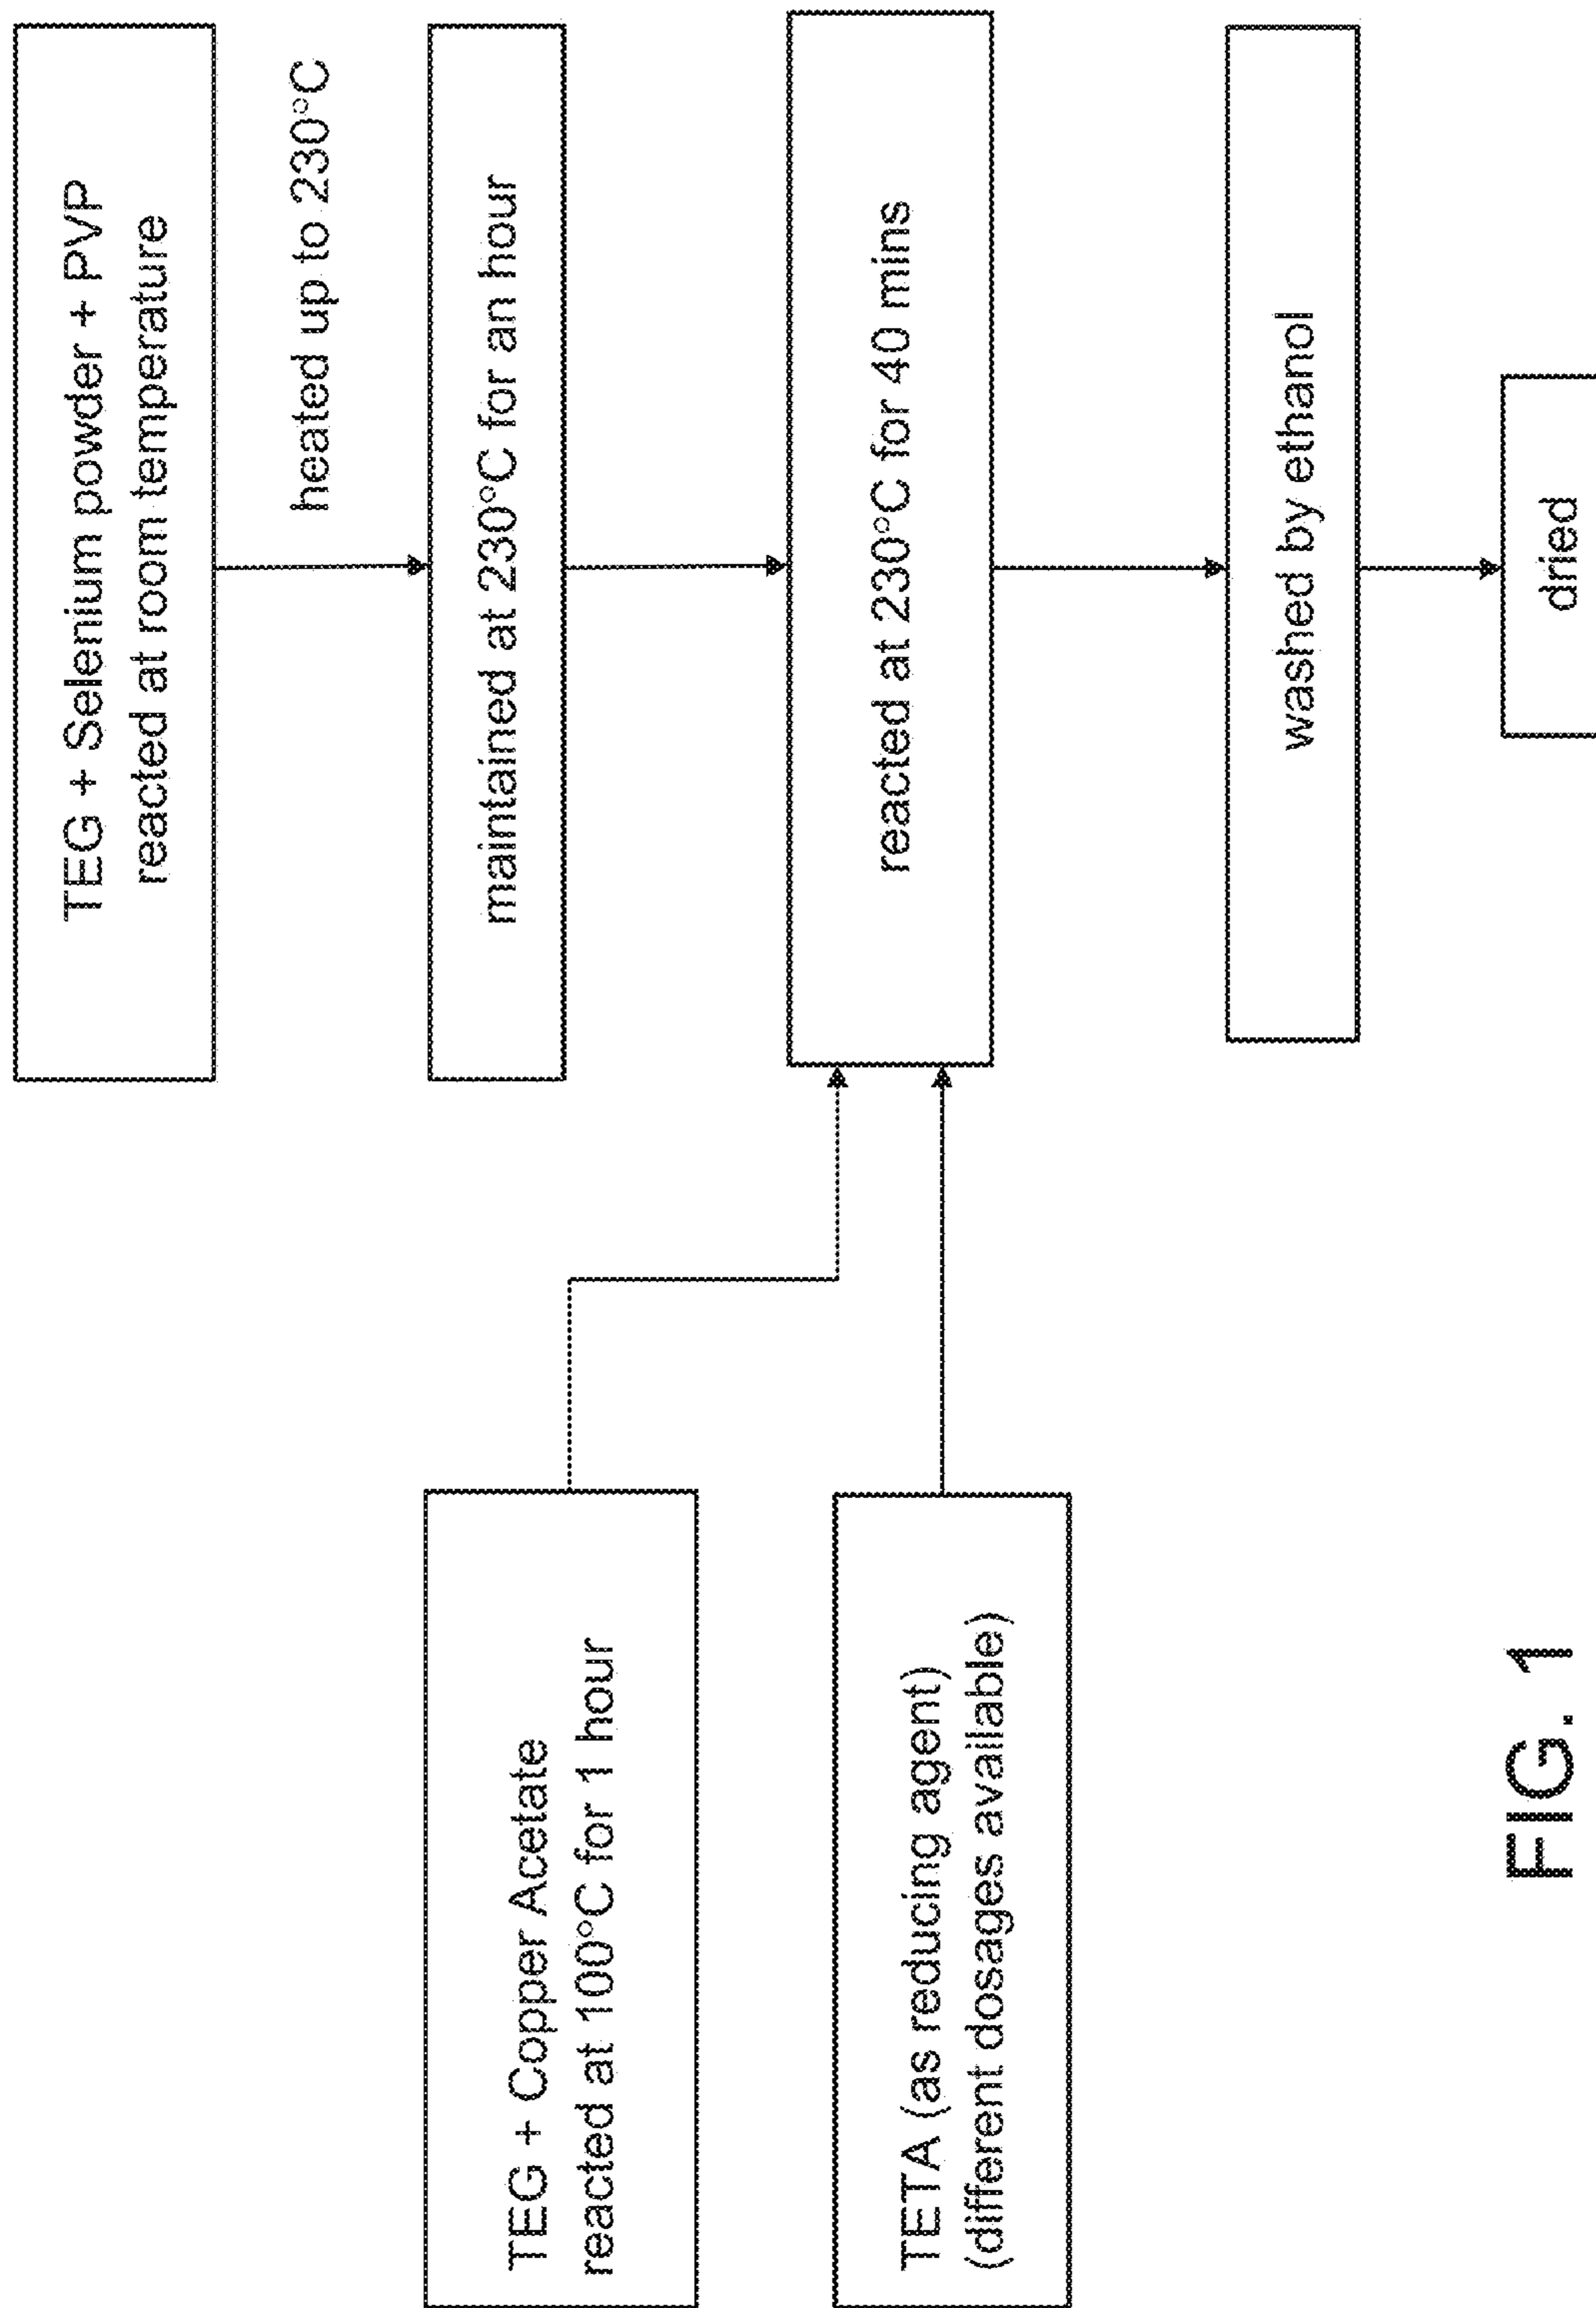 TEG + Selenium powder + PVP
reacted at room temperature
heated up to 230°C
maintained at 230°C for an hour
TEG + Copper Acetate
reacted at 100°C for 1 hour
TETA (as reducing agent)
(different dosages available)
reacted at 230°C for 40 mins
washed by ethanol
dried
FIG. 1